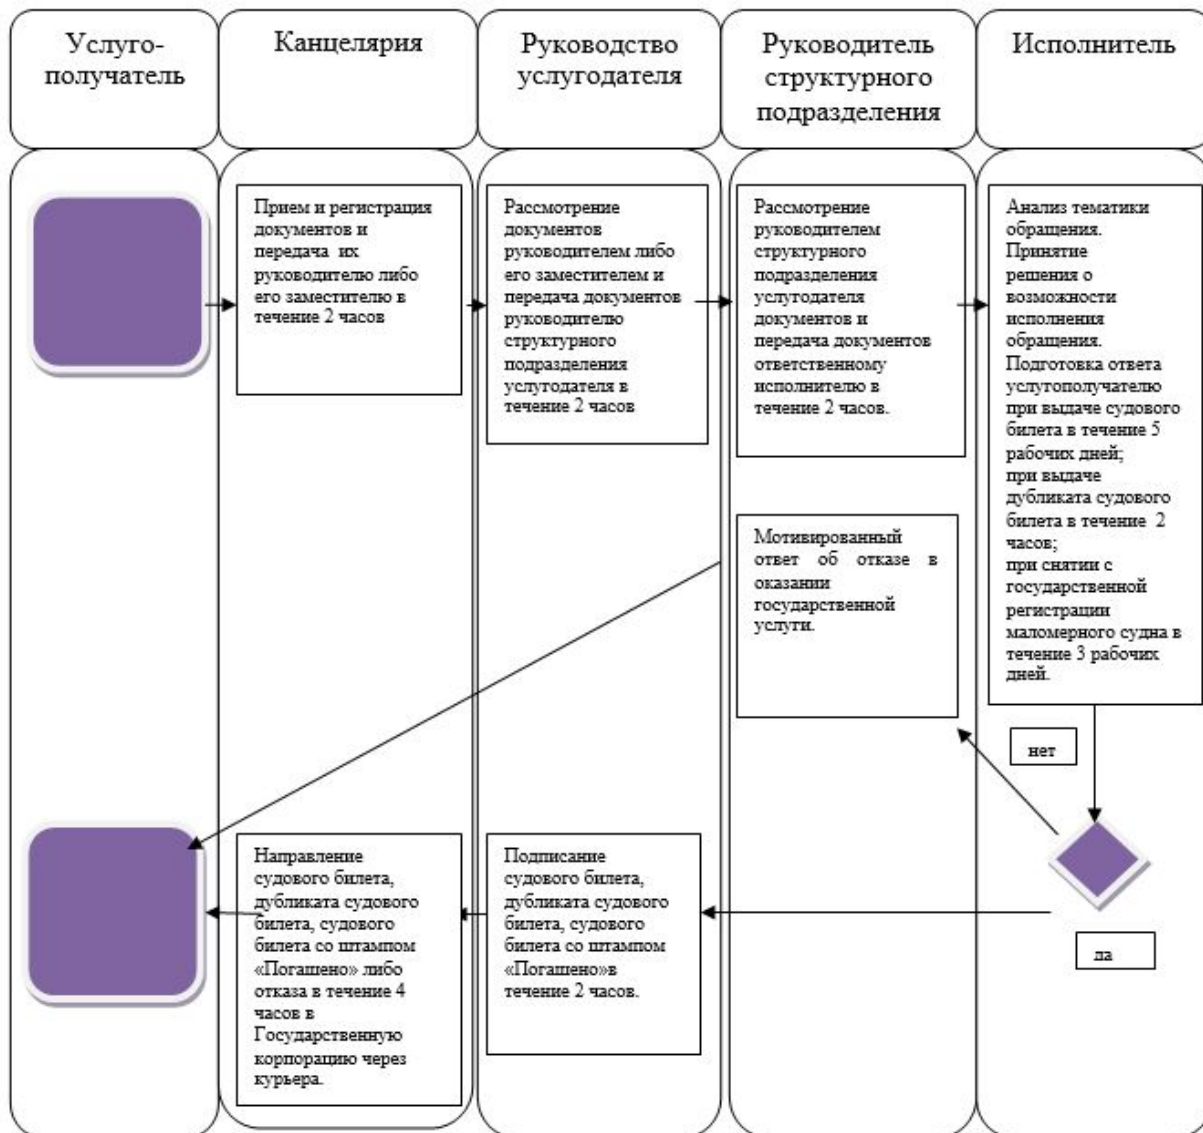 Услуго-
получатель
Канцелярия
Руководство
услугодателя
Руководитель
структурного
подразделения
Исполнитель
Прием и регистрация
документов и
передача их
руководителю либо
его заместителю в
течение 2 часов
Рассмотрение
документов
руководителем либо
его заместителем и
передача документов
руководителю
структурного
подразделения
услугодателя в
течение 2 часов
Рассмотрение
руководителем
структурного
подразделения
услугодателя
документов и
передача документов
ответственному
исполнителю в
течение 2 часов.
Анализ тематики
обращения.
Принятие
решения о
возможности
исполнения
обращения.
Подготовка ответа
услугополучателю
при выдаче судового
билета в течение 5
рабочих дней;
при выдаче
дубликата судового
билета в течение 2
часов;
при снятии с
государственной
регистрации
маломерного судна в
течение 3 рабочих
дней.
Мотивированный
ответ об отказе в
оказании
государственной
услуги.
нет
Направление
судового билета,
дубликата судового
билета, судового
билета со штампом
«Погашено» либо
отказа в течение 4
часов в
Государственную
корпорацию через
курьера.
Подписание
судового билета,
дубликата судового
билета, судового
билета со штампом
«Погашено»в
течение 2 часов.
да